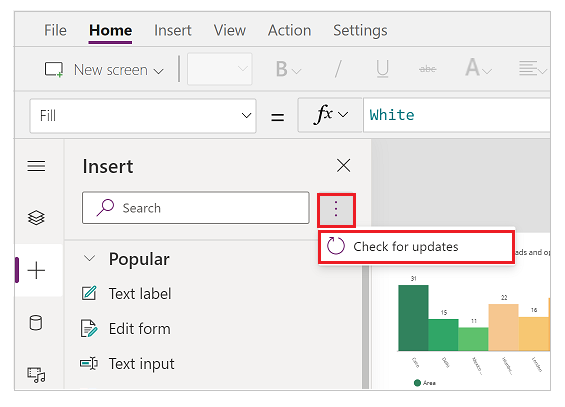 File Home Insert View Action Settings
New screen B / U abc A
Fill = fx White
Insert
Search
Check for updates
Popular
ads and op
Text label
Edit form
Text input
31
15
11
22
16
Area